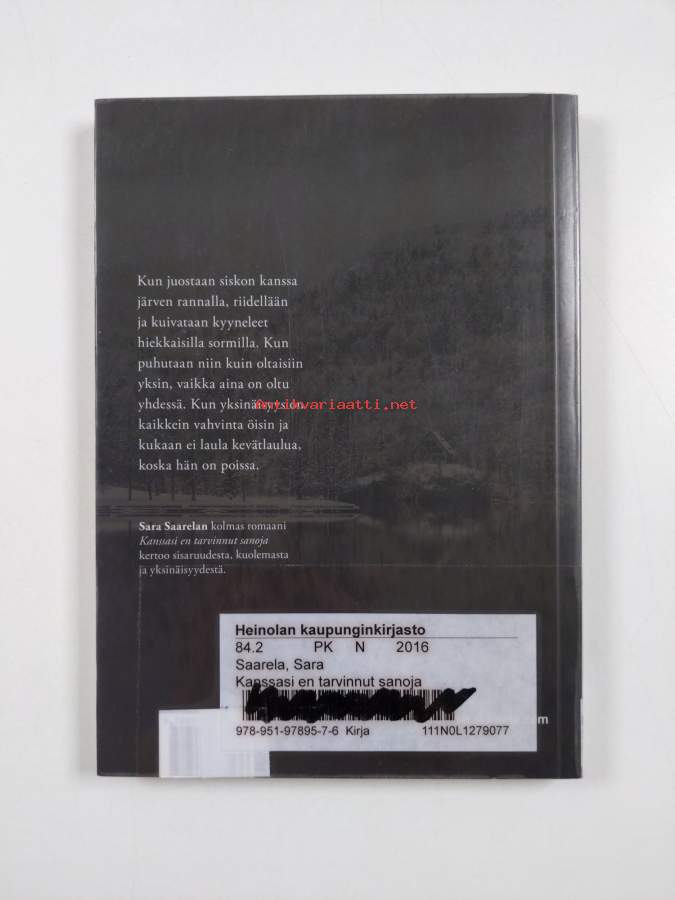 Kun juostaan siskon kanssa
järven rannalla, riidellään
ja kuivataan kyyneleet
hiekkaisilla sormilla. Kun
puhutaan niin kuin oltaisiin
yksin, vaikka aina on oltu
yhdessä. Kun yksinäisyys on
Antikvariaatti.net
kaikkein vahvinta öisin ja
kukaan ei laula kevätlaulua,
koska hän on poissa.
Sara Saarelan kolmas romaani
Kanssasi en tarvinnut sanoja
kertoo sisaruudesta, kuolemasta
ja yksinäisyydestä.
Heinolan kaupunginkirjasto
84.2 PK N 2016
Saarela, Sara
Kanssasi en tarvinnut sanoja
978-951-97895-7-6 Kirja 111N0L1279077